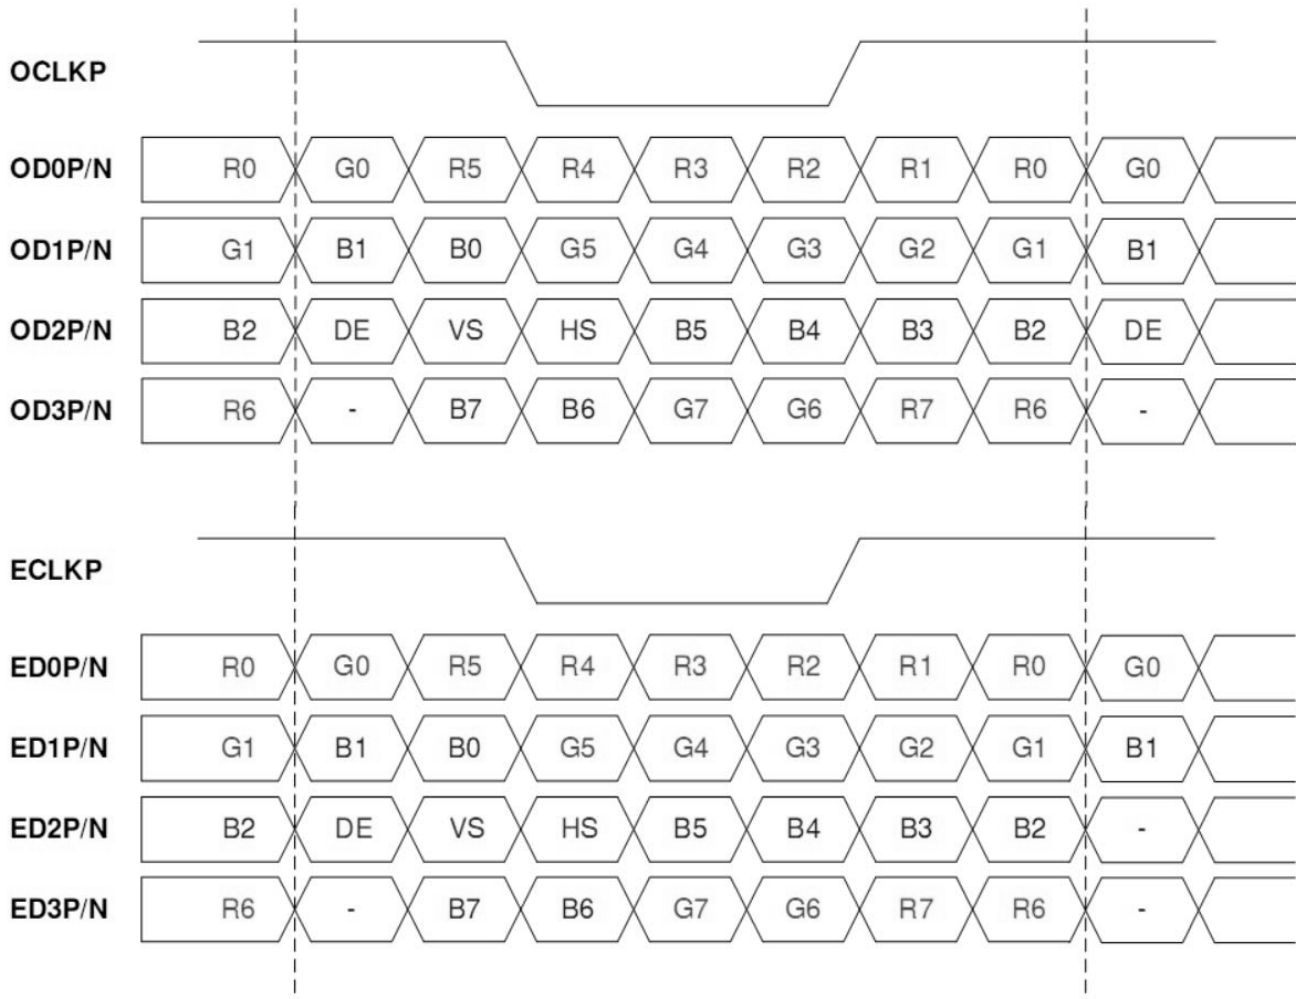 OCLKP
OD0P/N R0 G0 R5 R4 R3 R2 R1 R0 G0
OD1P/N G1 B1 B0 G5 G4 G3 G2 G1 B1
OD2P/N B2 DE VS HS B5 B4 B3 B2 DE
OD3P/N R6 - B7 B6 G7 G6 R7 R6 -
ECLKP
ED0P/N R0 G0 R5 R4 R3 R2 R1 R0 G0
ED1P/N G1 B1 B0 G5 G4 G3 G2 G1 B1
ED2P/N B2 DE VS HS B5 B4 B3 B2 -
ED3P/N R6 - B7 B6 G7 G6 R7 R6 -